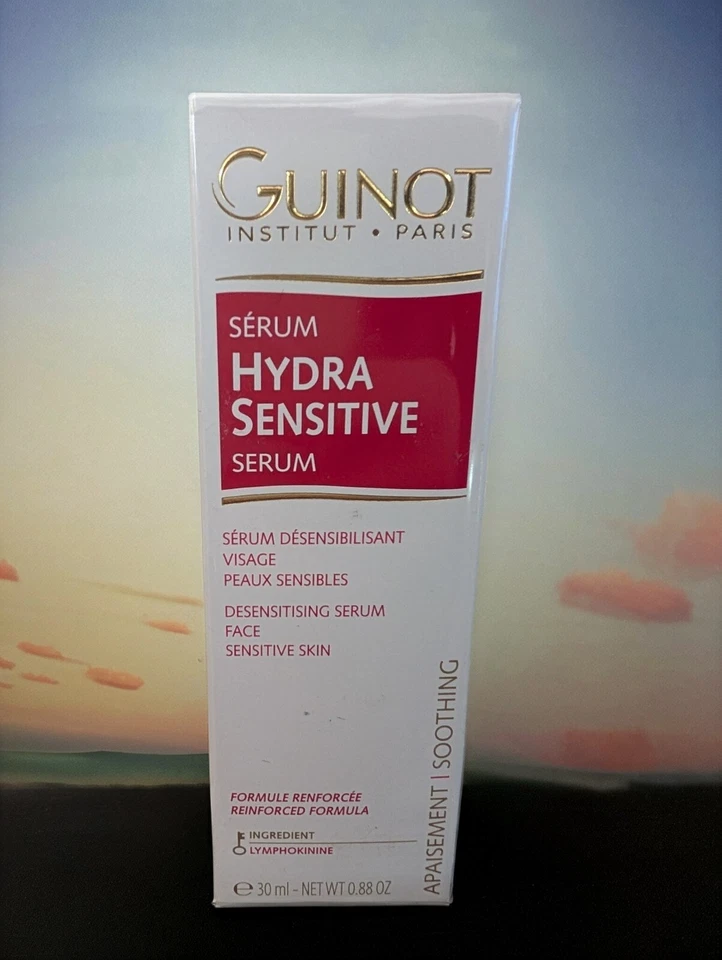 GUINOT
INSTITUT • PARIS
SÉRUM
HYDRA
SENSITIVE
SERUM
SÉRUM DÉSENSIBILISANT
VISAGE
PEAUX SENSIBLES
DESENSITISING SERUM
FACE
SENSITIVE SKIN
APAISEMENT | SOOTHING
FORMULE RENFORCÉE
REINFORCED FORMULA
INGREDIENT
LYMPHOKININE
℮ 30 ml - NET WT 0.88 OZ